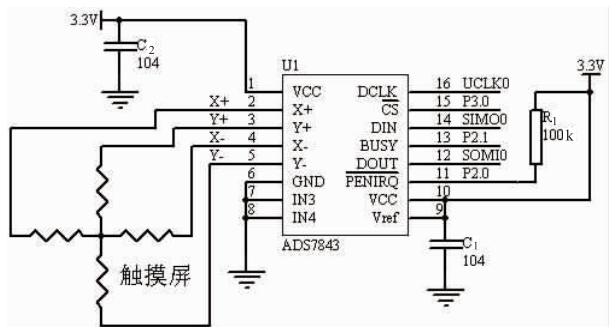 3.3V
C2
104
U1
3.3V
1 VCC DCLK 16 UCLK0
X+ 2 X+ CS 15 P3.0
Y+ 3 Y+ DIN 14 SIMO0
X- 4 X- BUSY 13 P2.1
Y- 5 Y- DOUT 12 SOMI0
6 GND PENIRQ 11 P2.0
7 IN3 VCC 10
8 IN4 Vref 9
R1
100k
ADS7843
C1
104
触摸屏